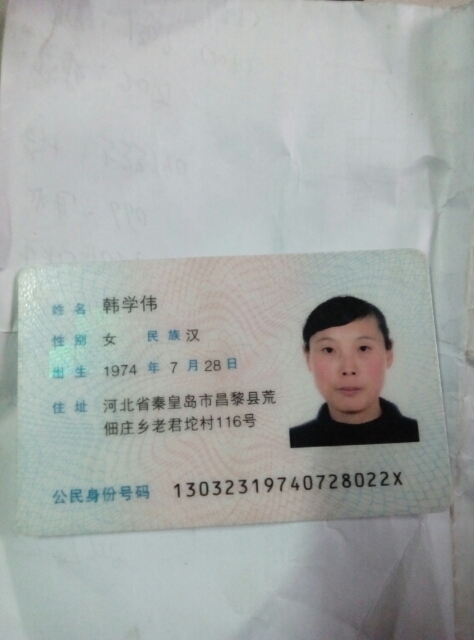 姓名 韩学伟
性别 女 民族 汉
出生 1974 年 7 月 28 日
住址 河北省秦皇岛市昌黎县荒
佃庄乡老君坨村116号
公民身份号码 13032319740728022X